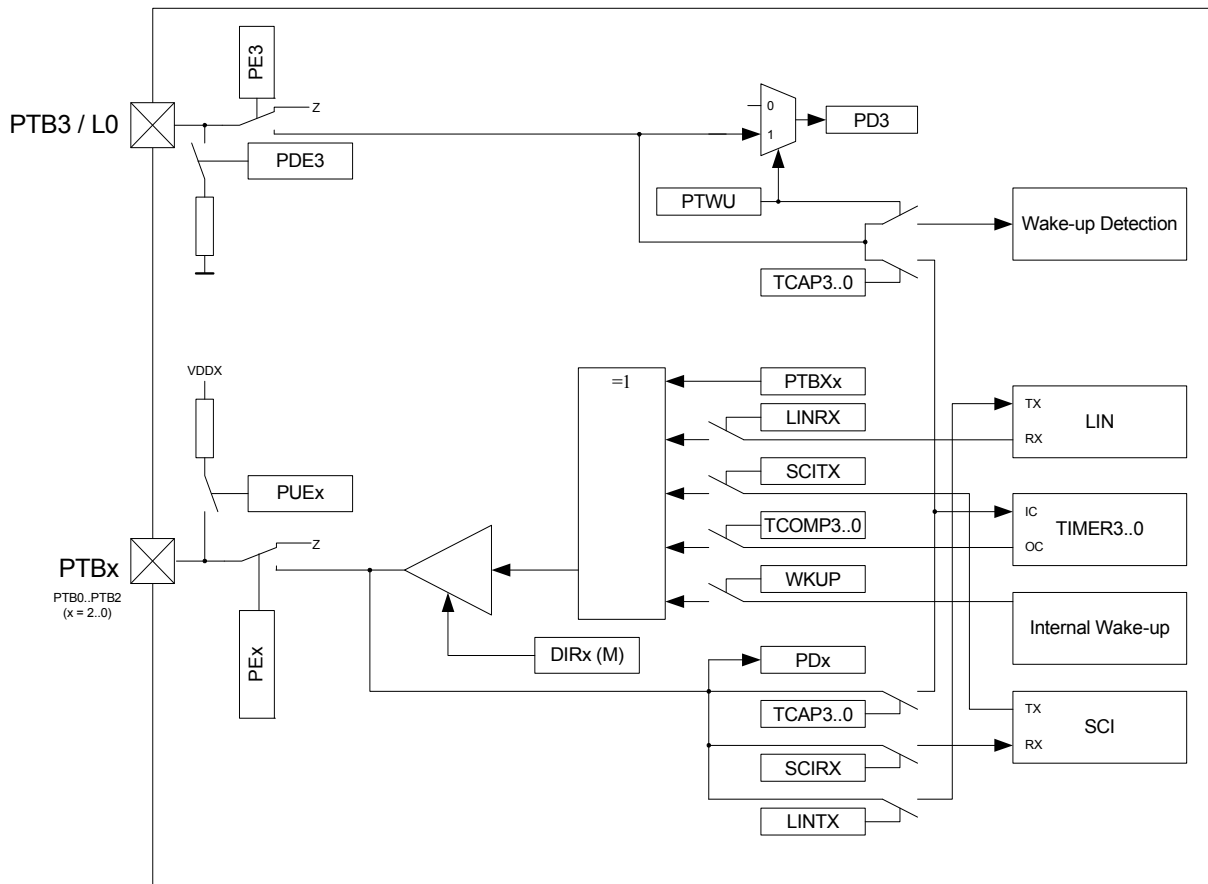 PE3
Z
PTB3 / L0
0
1
PD3
PDE3
PTWU
Wake-up Detection
TCAP3..0
VDDX
=1
PTBXx
LINRX
TX
RX
LIN
SCITX
PUEx
TCOMP3..0
IC
OC
TIMER3..0
Z
PTBx
PTB0..PTB2
(x = 2..0)
WKUP
Internal Wake-up
DIRx (M)
PEx
PDx
TCAP3..0
TX
RX
SCI
SCIRX
LINTX